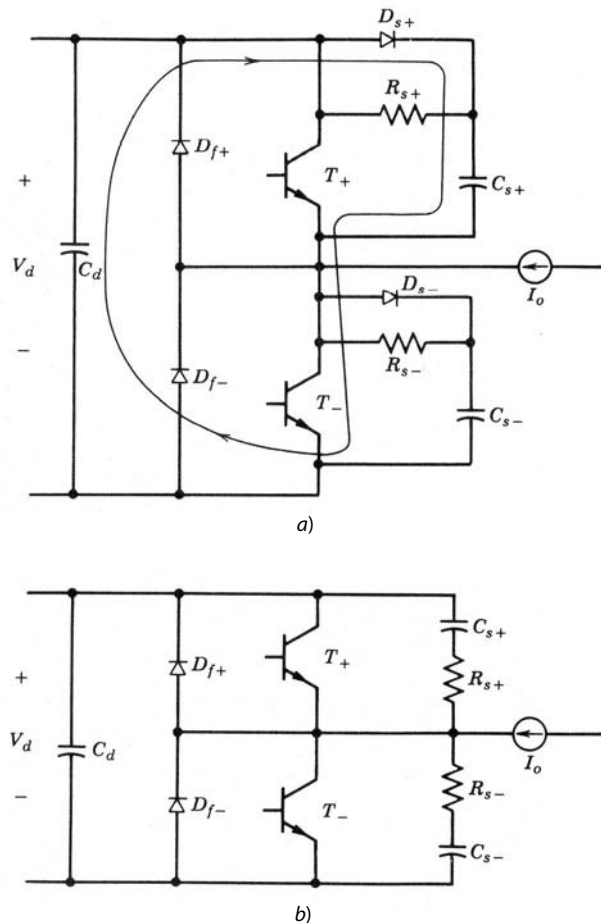 D_{s+}
R_{s+}
D_{f+}
T_+
C_{s+}
+
V_d
C_d
−
D_{s−}
I_o
R_{s−}
D_{f−}
T_−
C_{s−}
a)
C_{s+}
T_+
D_{f+}
R_{s+}
+
V_d
C_d
−
I_o
D_{f−}
T_−
R_{s−}
C_{s−}
b)